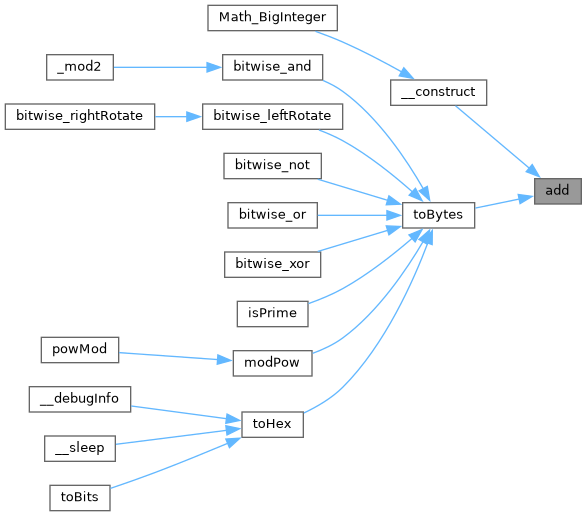 Math_BigInteger
_mod2
bitwise_and
__construct
bitwise_rightRotate
bitwise_leftRotate
bitwise_not
add
bitwise_or
toBytes
bitwise_xor
isPrime
powMod
modPow
__debugInfo
toHex
__sleep
toBits